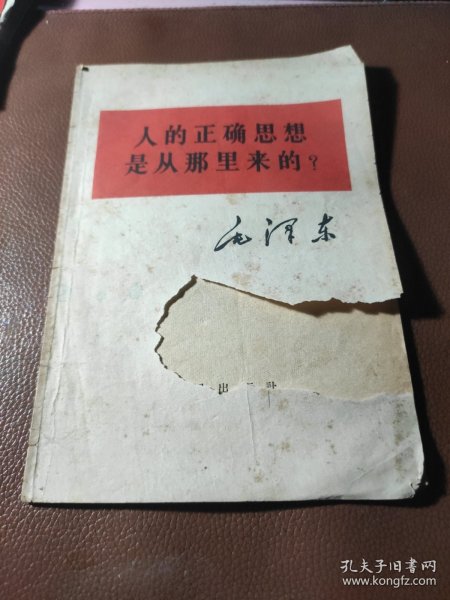 人的正确思想
是从那里来的?
毛泽东
出
孔夫子旧书网
www.kongfz.com